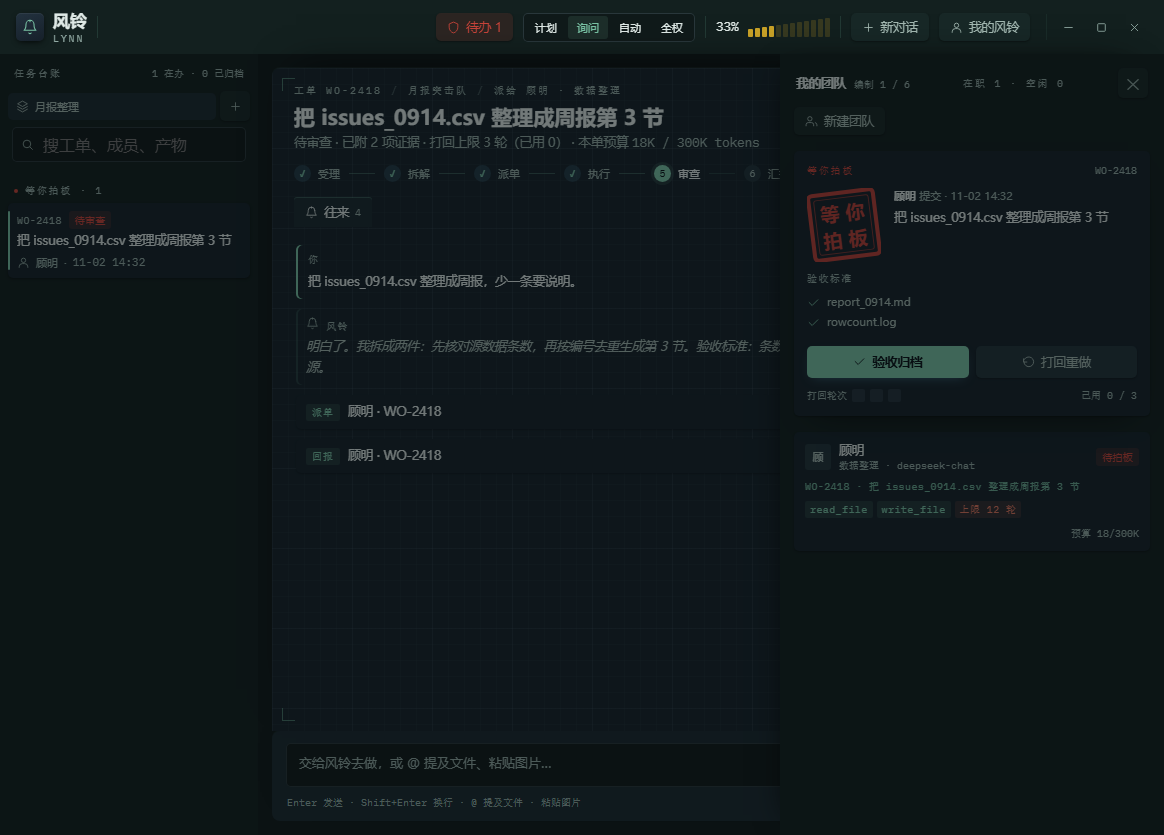 风铃
LYNN
待办 1
计划 询问 自动 全权
33%
新对话
我的风铃
任务台账
1 在办 · 0 已归档
月报整理
搜工单、成员、产物
等你拍板 · 1
WO-2418 待审查
把 issues_0914.csv 整理成周报第 3 节
顾明 · 11-02 14:32
工单 WO-2418 / 月报突击队 / 派给 顾明 · 数据整理
把 issues_0914.csv 整理成周报第 3 节
待审查 · 已附 2 项证据 · 打回上限 3 轮（已用 0） · 本单预算 18K / 300K tokens
受理 拆解 派单 执行 5 审查 6 汇
往来 4
你
把 issues_0914.csv 整理成周报，少一条要说明。
风铃
明白了。我拆成两件：先核对源数据条数，再按编号去重生成第 3 节。验收标准：条数
源。
派单 顾明 · WO-2418
回报 顾明 · WO-2418
交给风铃去做，或 @ 提及文件、粘贴图片...
Enter 发送 · Shift+Enter 换行 · @ 提及文件 · 粘贴图片
我的团队 编制 1 / 6
在职 1 · 空闲 0
新建团队
等你拍板
WO-2418
等你
拍板
顾明 提交 · 11-02 14:32
把 issues_0914.csv 整理成周报第 3 节
验收标准
report_0914.md
rowcount.log
验收归档
打回重做
打回轮次
已用 0 / 3
顾
顾明
数据整理 · deepseek-chat
待拍板
WO-2418 · 把 issues_0914.csv 整理成周报第 3 节
read_file write_file 上限 12 轮
预算 18/300K